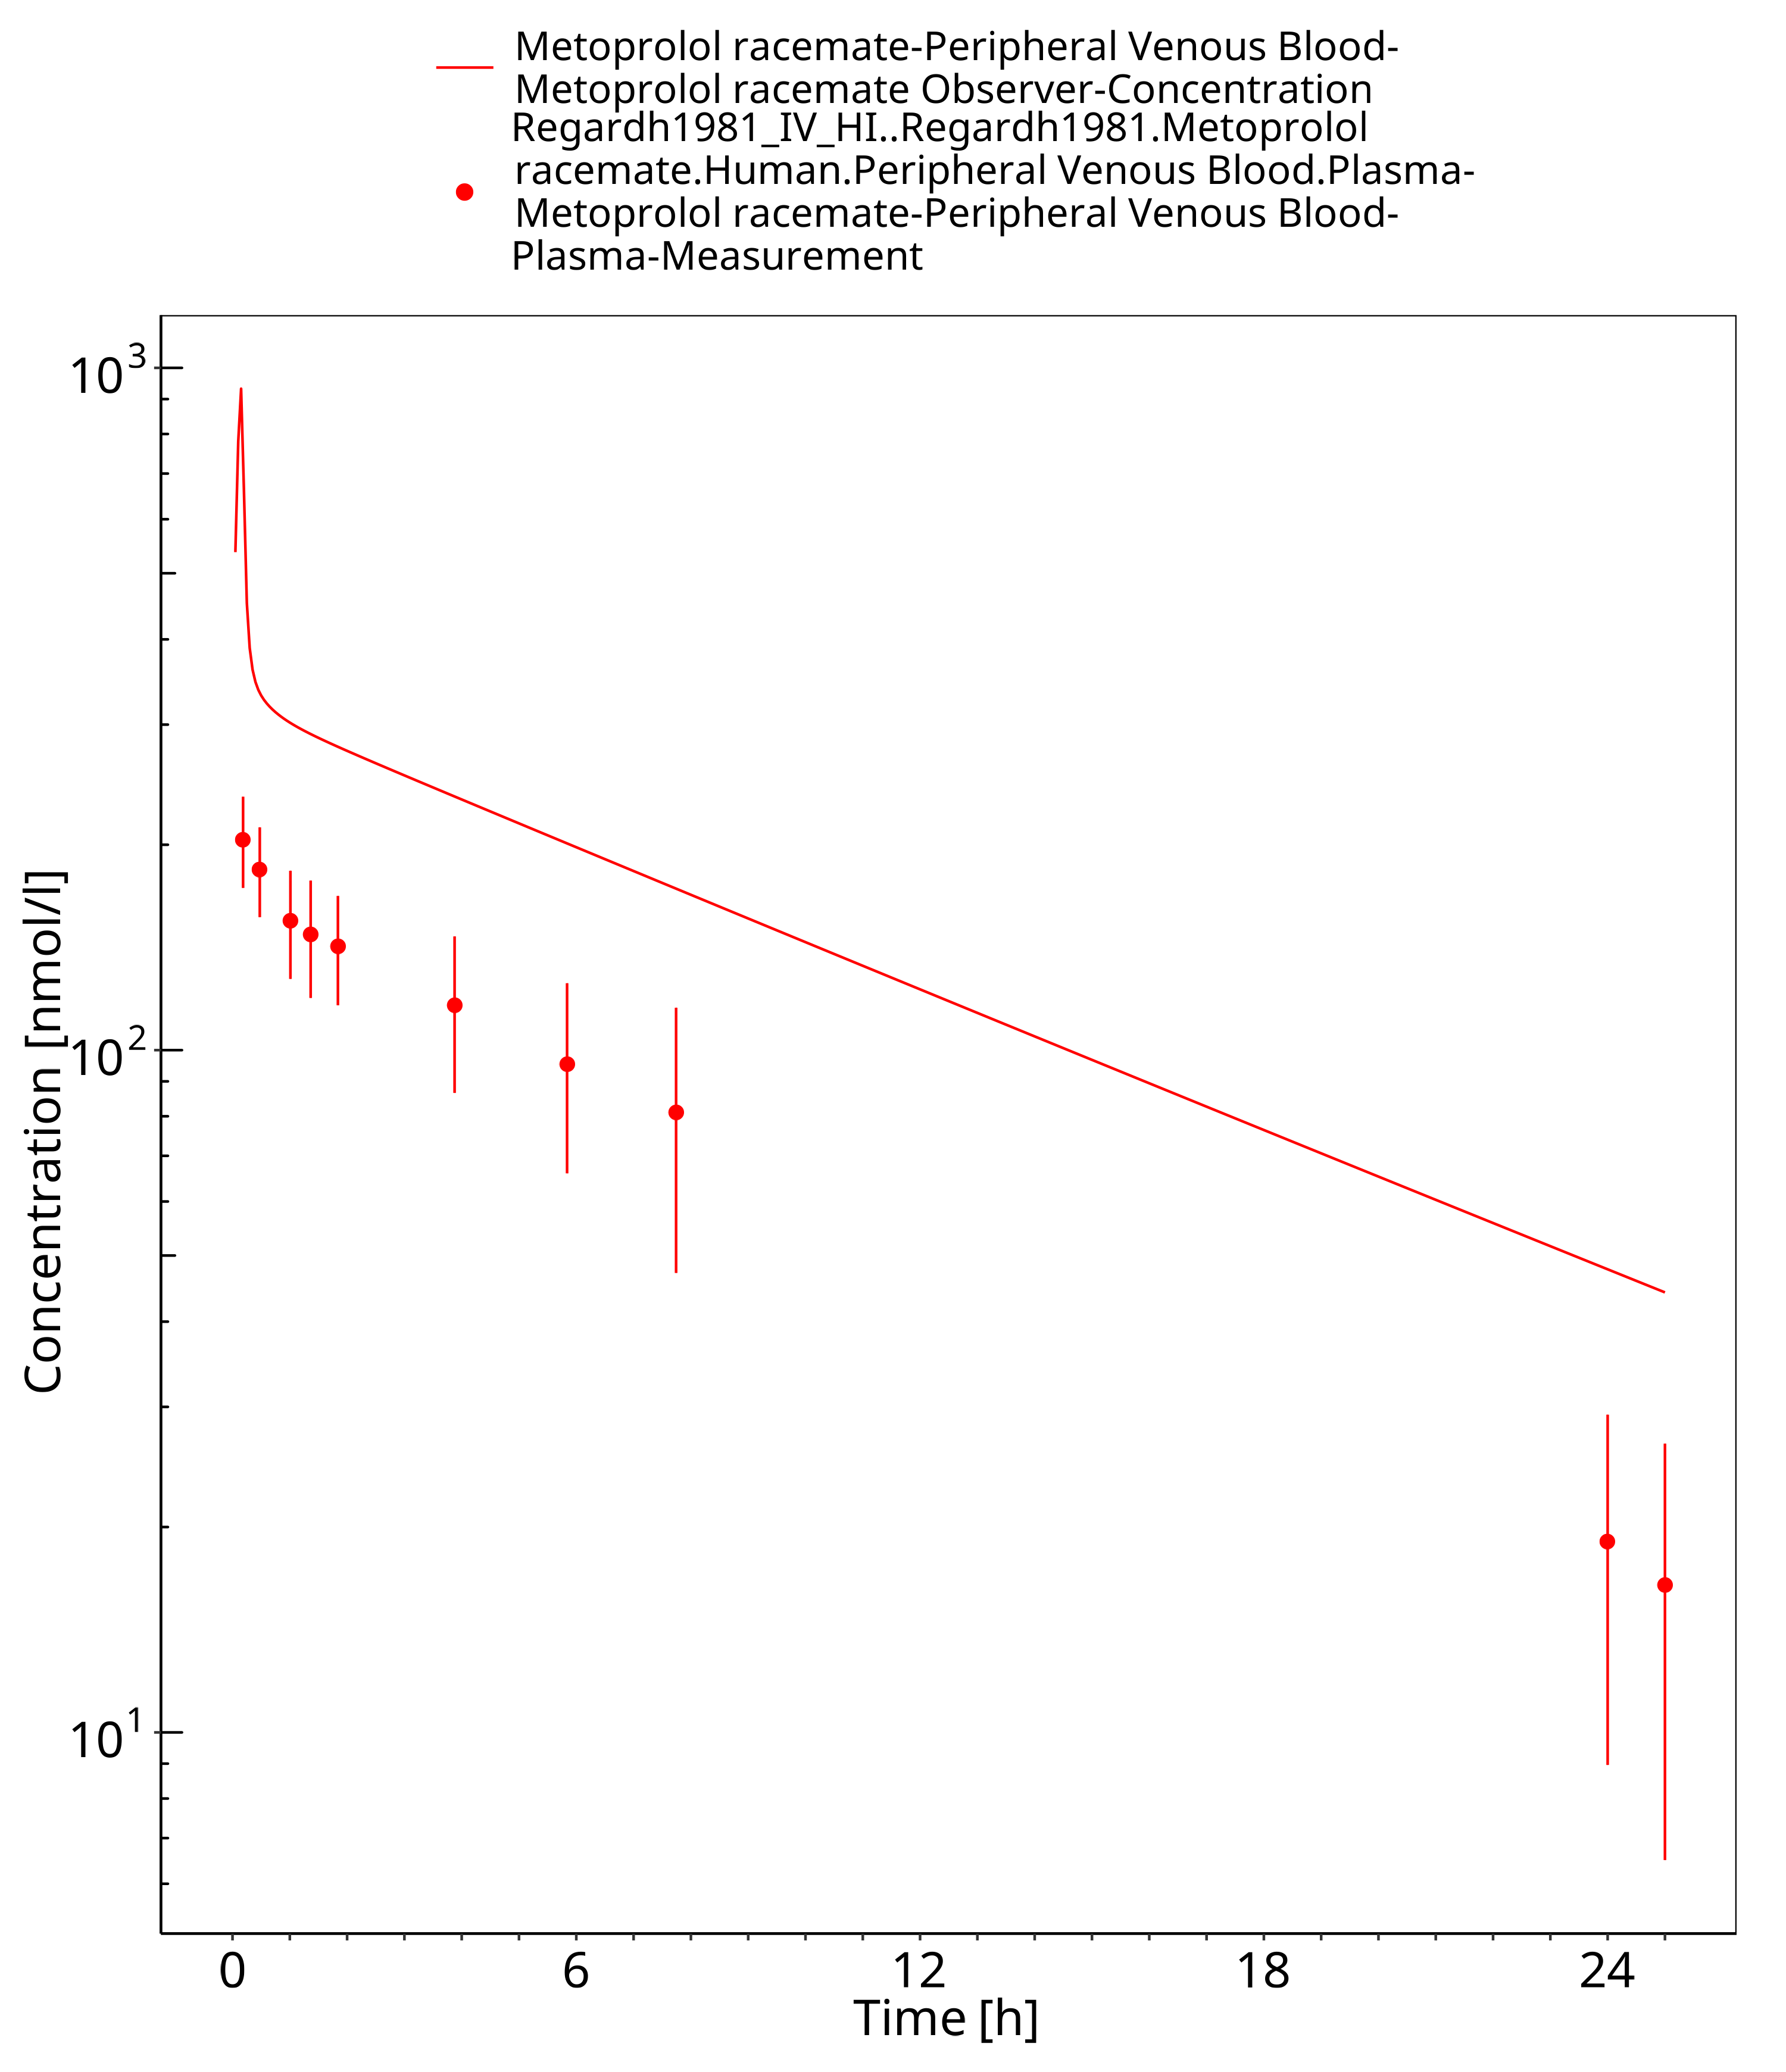 Metoprolol racemate-Peripheral Venous Blood-
Metoprolol racemate Observer-Concentration
Regardh1981_IV_HI..Regardh1981.Metoprolol
racemate.Human.Peripheral Venous Blood.Plasma-
Metoprolol racemate-Peripheral Venous Blood-
Plasma-Measurement
10³
10²
10¹
Concentration [nmol/l]
0 6 12 18 24
Time [h]